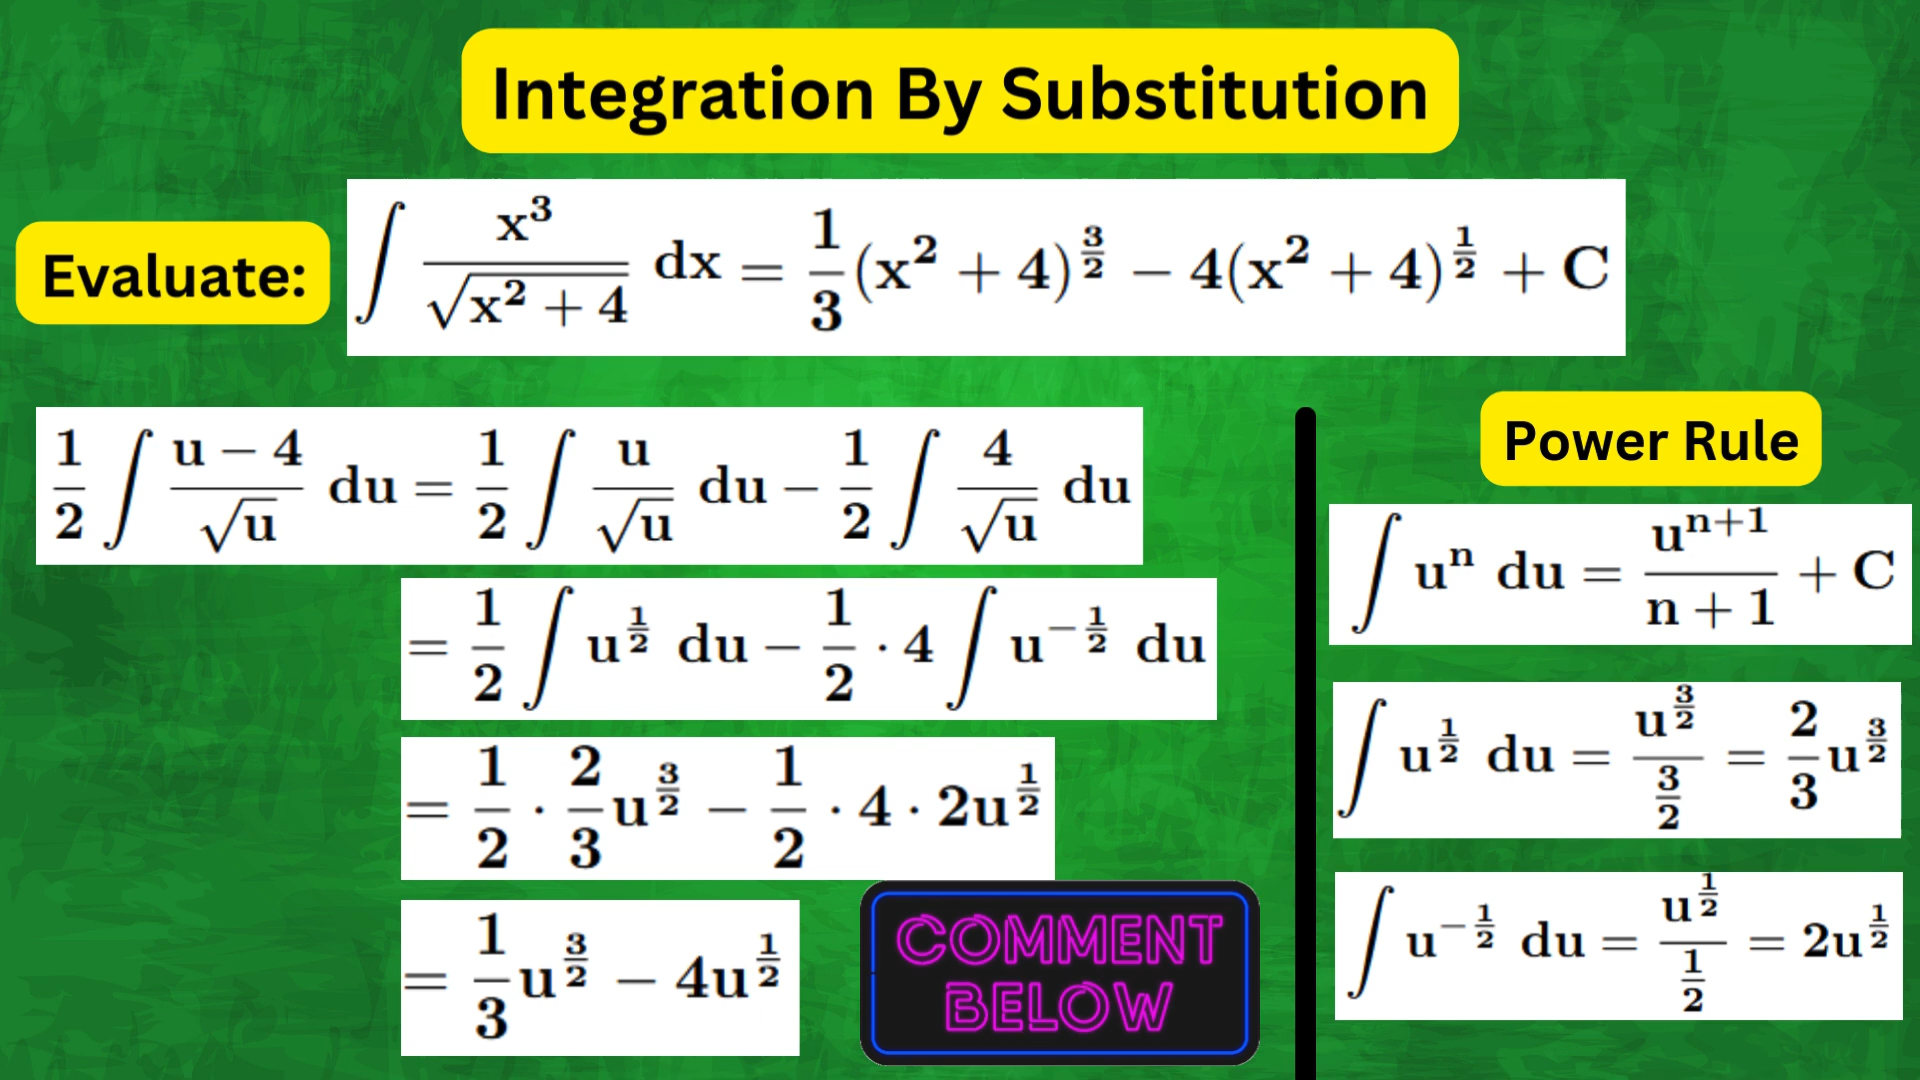 Integration By Substitution
Evaluate: ∫ x³/√(x² + 4) dx = 1/3 (x² + 4)^(3/2) − 4(x² + 4)^(1/2) + C
1/2 ∫ (u − 4)/√u du = 1/2 ∫ u/√u du − 1/2 ∫ 4/√u du
= 1/2 ∫ u^(1/2) du − 1/2 · 4 ∫ u^(−1/2) du
= 1/2 · 2/3 u^(3/2) − 1/2 · 4 · 2u^(1/2)
= 1/3 u^(3/2) − 4u^(1/2)
COMMENT
BELOW
Power Rule
∫ uⁿ du = u^(n+1)/(n + 1) + C
∫ u^(1/2) du = u^(3/2)/(3/2) = 2/3 u^(3/2)
∫ u^(−1/2) du = u^(1/2)/(1/2) = 2u^(1/2)